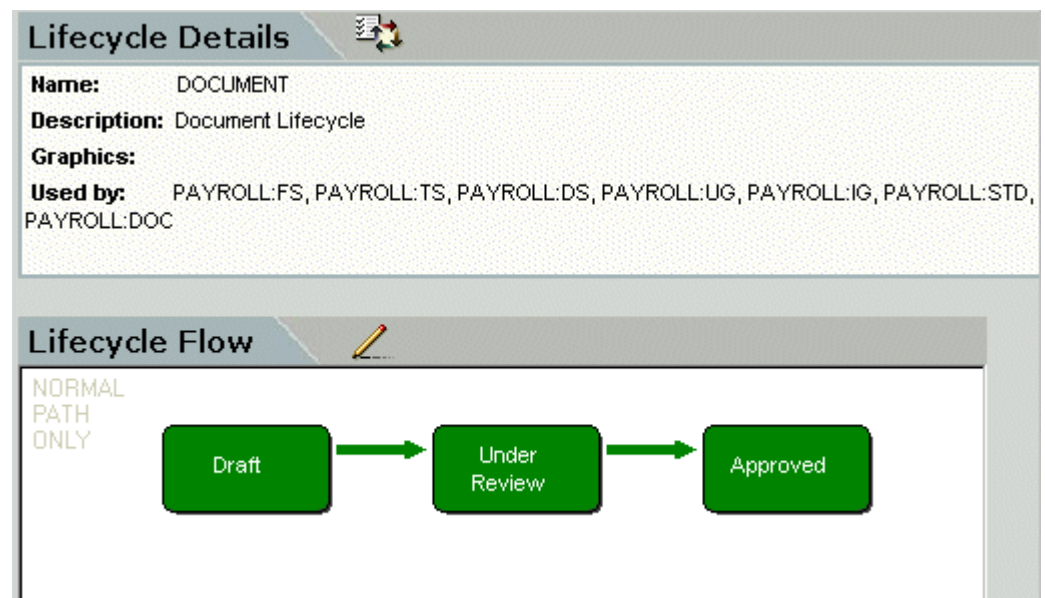 Lifecycle Details
Name: DOCUMENT
Description: Document Lifecycle
Graphics:
Used by: PAYROLL:FS, PAYROLL:TS, PAYROLL:DS, PAYROLL:UG, PAYROLL:IG, PAYROLL:STD,
PAYROLL:DOC
Lifecycle Flow
NORMAL
PATH
ONLY
Draft
Under
Review
Approved